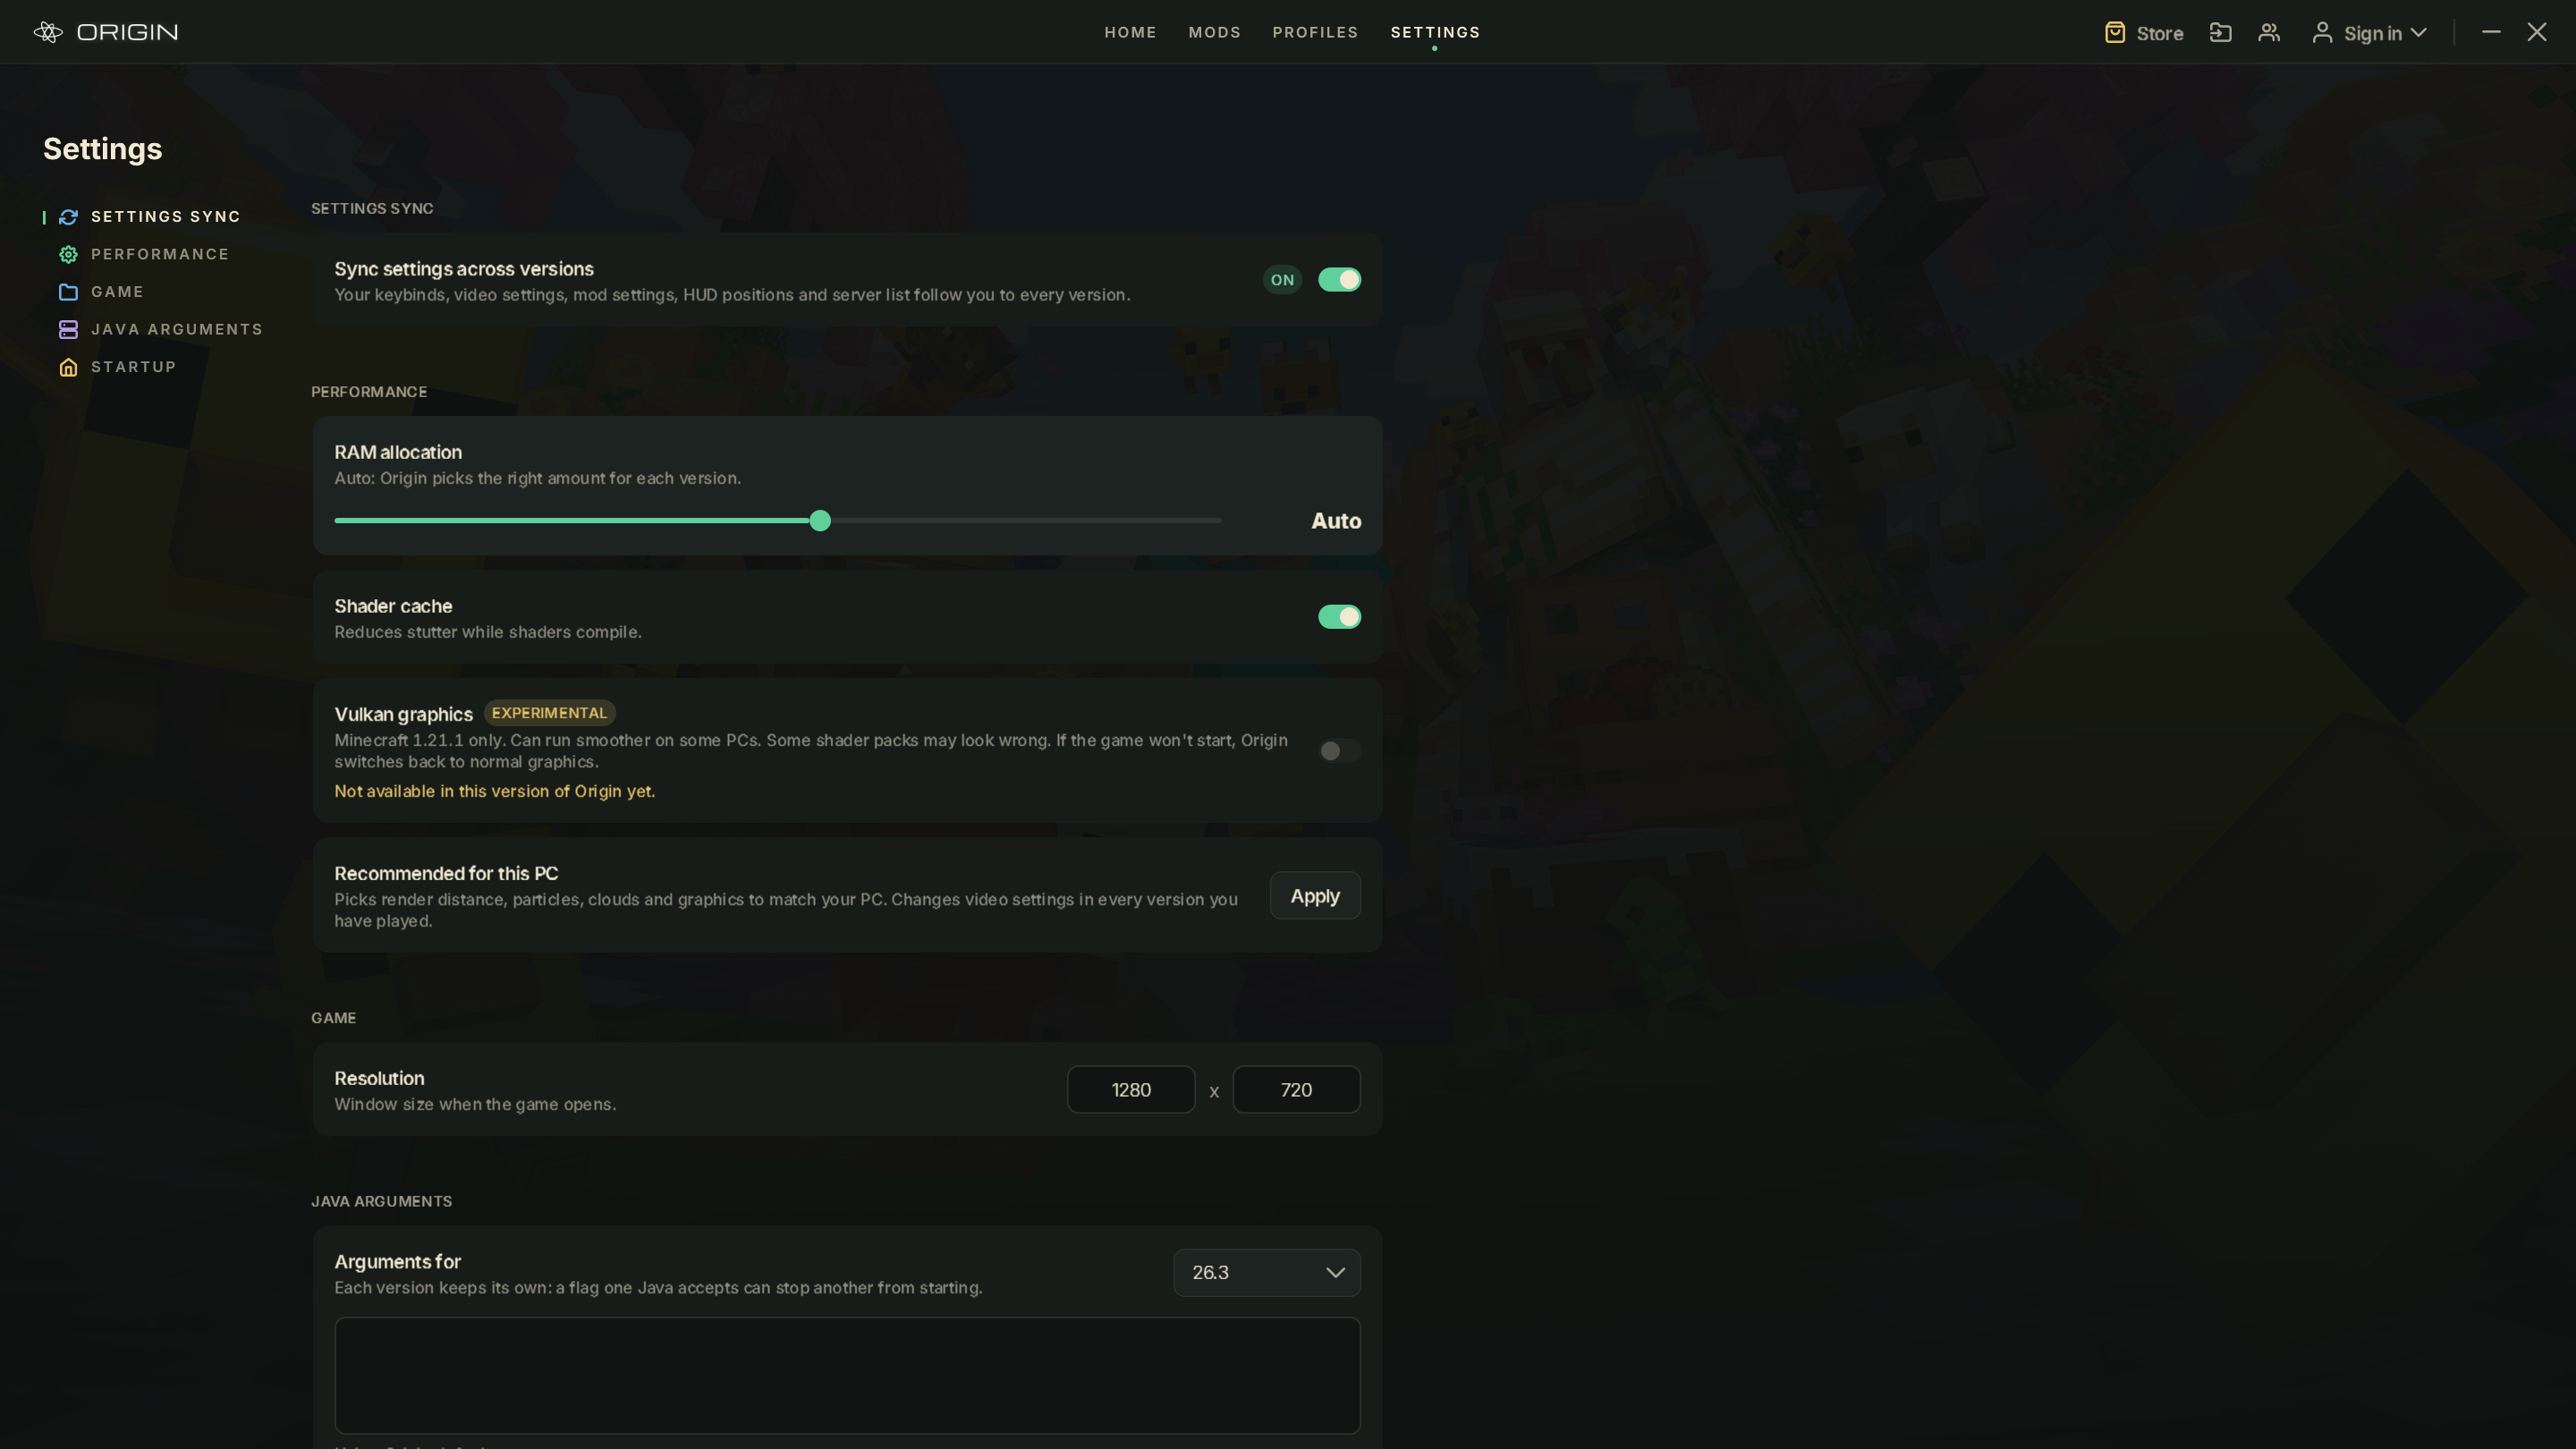 ORIGIN
HOME MODS PROFILES SETTINGS
Store
Sign in
Settings
SETTINGS SYNC
PERFORMANCE
GAME
JAVA ARGUMENTS
STARTUP
SETTINGS SYNC
Sync settings across versions
Your keybinds, video settings, mod settings, HUD positions and server list follow you to every version.
ON
PERFORMANCE
RAM allocation
Auto: Origin picks the right amount for each version.
Auto
Shader cache
Reduces stutter while shaders compile.
Vulkan graphics EXPERIMENTAL
Minecraft 1.21.1 only. Can run smoother on some PCs. Some shader packs may look wrong. If the game won't start, Origin
switches back to normal graphics.
Not available in this version of Origin yet.
Recommended for this PC
Picks render distance, particles, clouds and graphics to match your PC. Changes video settings in every version you
have played.
Apply
GAME
Resolution
Window size when the game opens.
1280 x 720
JAVA ARGUMENTS
Arguments for
Each version keeps its own: a flag one Java accepts can stop another from starting.
26.3